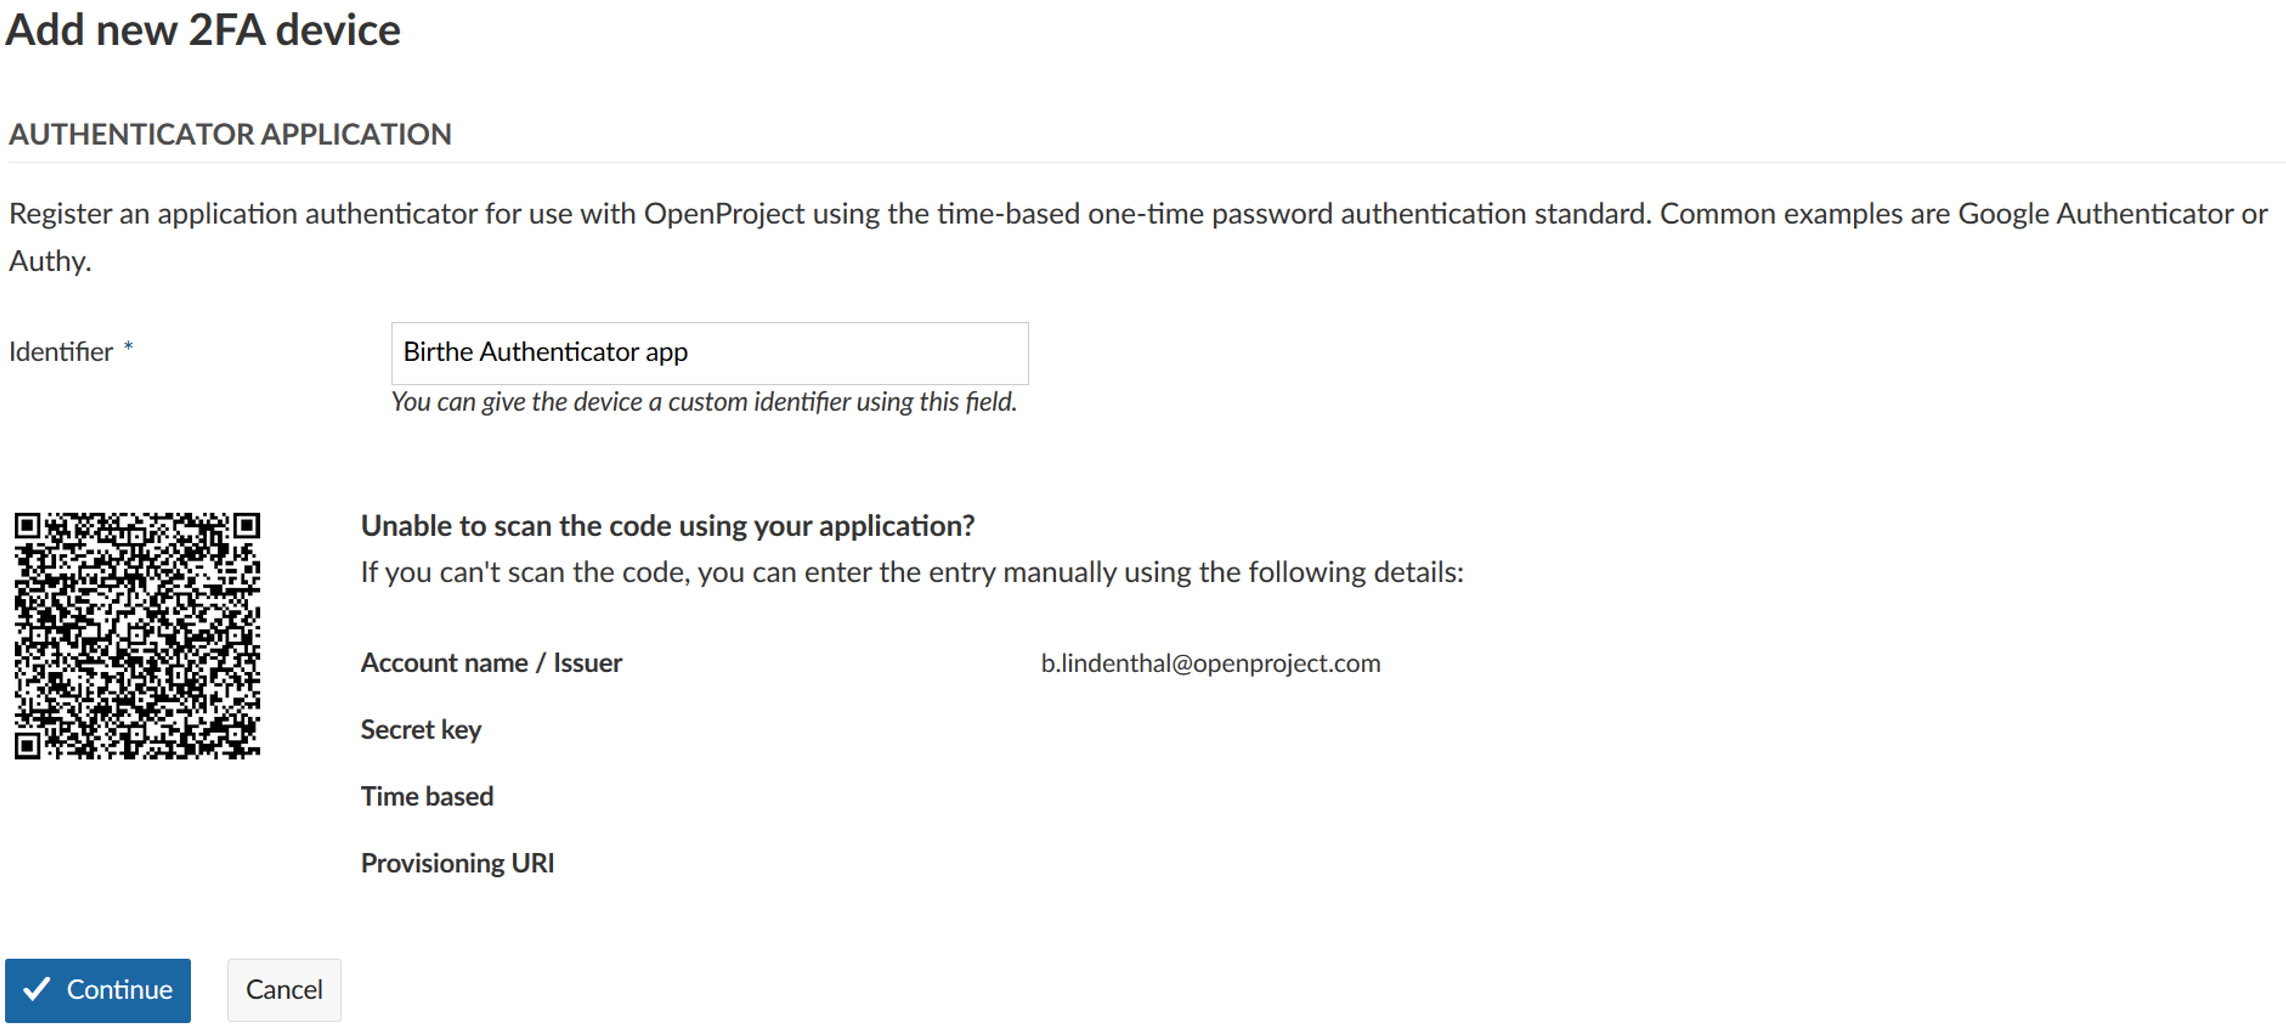 Add new 2FA device
AUTHENTICATOR APPLICATION
Register an application authenticator for use with OpenProject using the time-based one-time password authentication standard. Common examples are Google Authenticator or
Authy.
Identifier *
Birthe Authenticator app
You can give the device a custom identifier using this field.
Unable to scan the code using your application?
If you can't scan the code, you can enter the entry manually using the following details:
Account name / Issuer b.lindenthal@openproject.com
Secret key
Time based
Provisioning URI
Continue Cancel